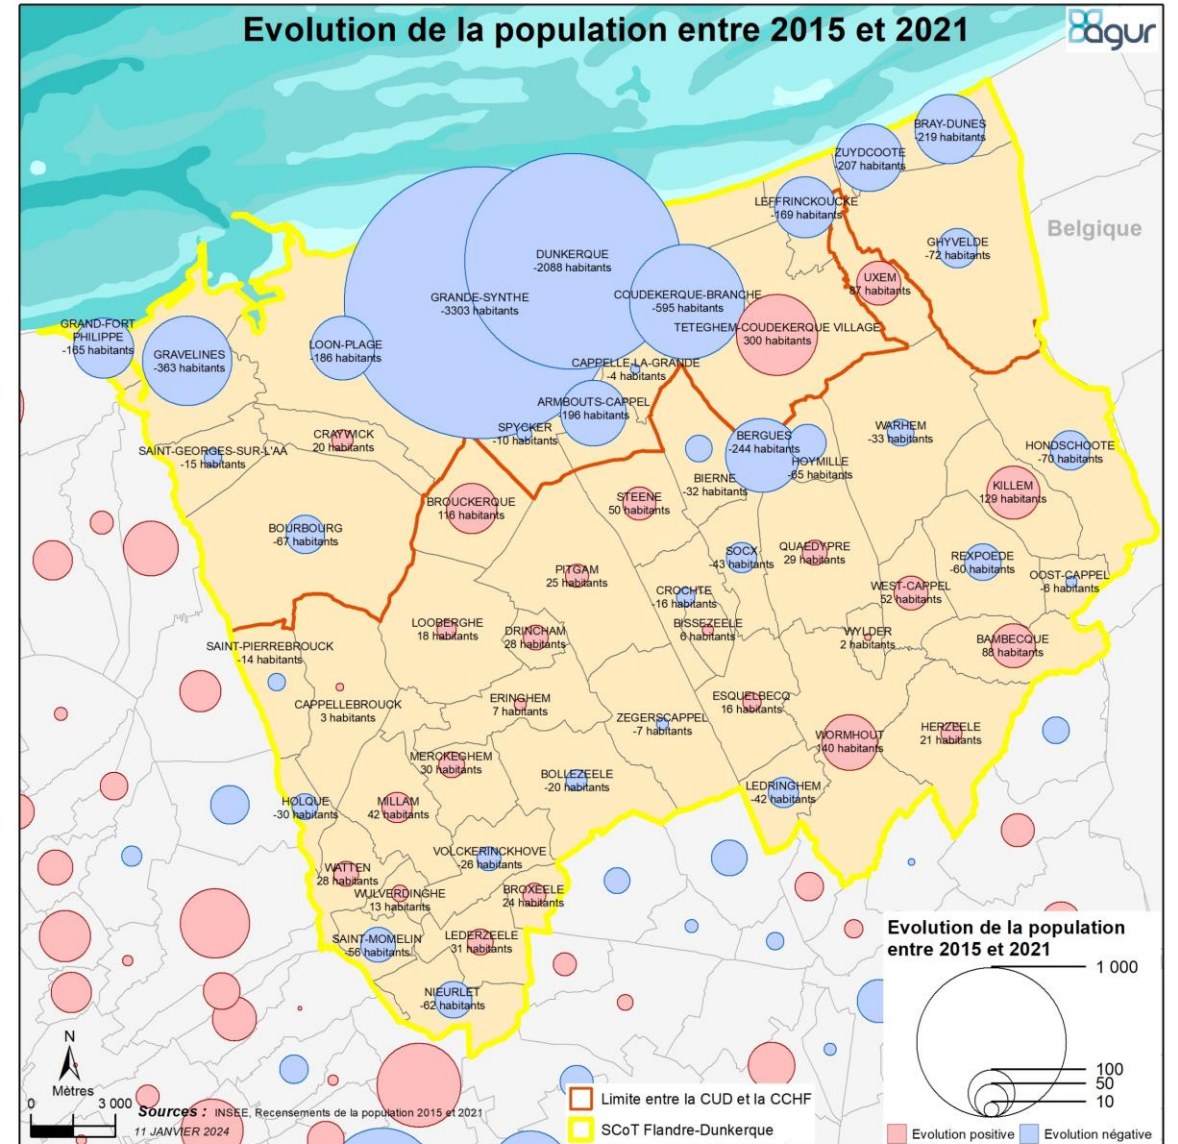 Evolution de la population entre 2015 et 2021
agur
BRAY-DUNES
-219 habitants
ZUYDCOOTE
-207 habitants
LEFFRINCKOUCKE
-169 habitants
Belgique
GHYVELDE
-72 habitants
DUNKERQUE
-2088 habitants
UXEM
87 habitants
GRANDE-SYNTHE
-3303 habitants
COUDEKERQUE-BRANCHE
-595 habitants
TETEGHEM-COUDEKERQUE VILLAGE
300 habitants
GRAND-FORT
PHILIPPE
-165 habitants
GRAVELINES
-363 habitants
LOON-PLAGE
-186 habitants
CAPPELLE-LA-GRANDE
-4 habitants
ARMBOUTS-CAPPEL
-196 habitants
SPYCKER
-10 habitants
CRAYWICK
20 habitants
SAINT-GEORGES-SUR-L'AA
-15 habitants
BERGUES
-244 habitants
HOYMILLE
-65 habitants
WARHEM
-33 habitants
HONDSCHOOTE
-70 habitants
BIERNE
-32 habitants
KILLEM
129 habitants
BROUCKERQUE
116 habitants
STEENE
50 habitants
BOURBOURG
-67 habitants
SOCX
-43 habitants
QUAEDYPRE
29 habitants
REXPOEDE
-60 habitants
OOST-CAPPEL
-6 habitants
PITGAM
25 habitants
CROCHTE
-16 habitants
WEST-CAPPEL
52 habitants
LOOBERGHE
18 habitants
DRINCHAM
28 habitants
BISSEZEELE
6 habitants
WYLDER
2 habitants
BAMBECQUE
88 habitants
SAINT-PIERREBROUCK
-14 habitants
CAPPELLEBROUCK
3 habitants
ERINGHEM
7 habitants
ESQUELBECQ
16 habitants
ZEGERSCAPPEL
-7 habitants
WORMHOUT
140 habitants
HERZEELE
21 habitants
MERCKEGHEM
30 habitants
BOLLEZEELE
-20 habitants
LEDRINGHEM
-42 habitants
HOLQUE
-30 habitants
MILLAM
42 habitants
VOLCKERINCKHOVE
-26 habitants
WATTEN
28 habitants
WULVERDINGHE
13 habitants
BROXEELE
24 habitants
SAINT-MOMELIN
-56 habitants
LEDERZEELE
31 habitants
NIEURLET
-62 habitants
Evolution de la population
entre 2015 et 2021
1 000
100
50
10
Evolution positive
Evolution négative
N
Mètres
0 3 000
Sources : INSEE, Recensements de la population 2015 et 2021
11 JANVIER 2024
Limite entre la CUD et la CCHF
SCoT Flandre-Dunkerque